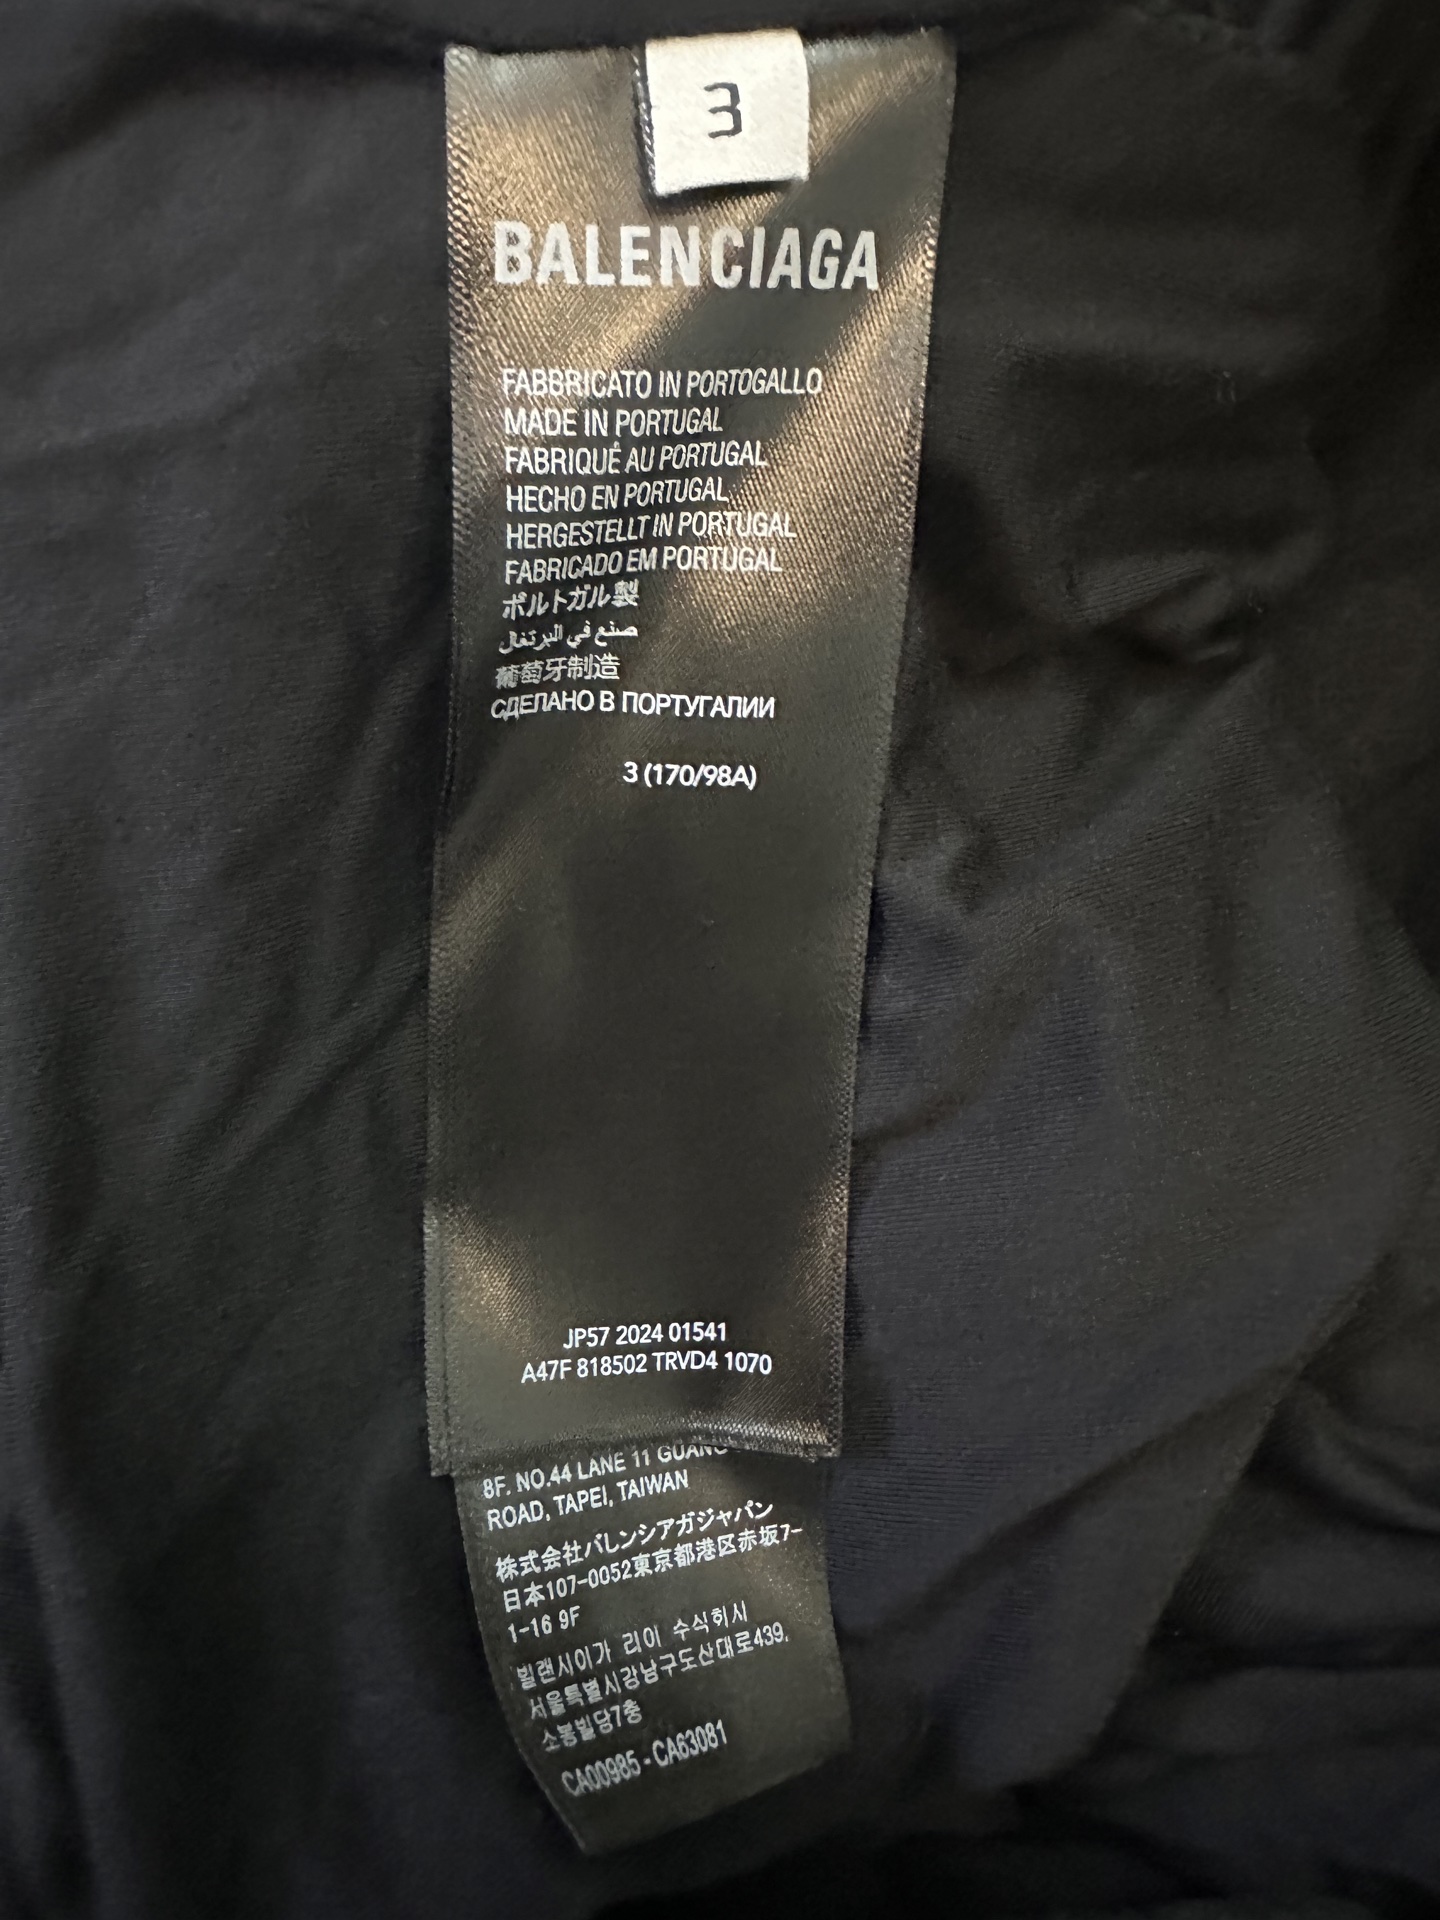 3
BALENCIAGA
FABBRICATO IN PORTOGALLO
MADE IN PORTUGAL
FABRIQUÉ AU PORTUGAL
HECHO EN PORTUGAL
HERGESTELLT IN PORTUGAL
FABRICADO EM PORTUGAL
ポルトガル製
صنع في البرتغال
葡萄牙制造
СДЕЛАНО В ПОРТУГАЛИИ
3 (170/98A)
JP57 2024 01541
A47F 818502 TRVD4 1070
8F. NO.44 LANE 11
ROAD, TAPEI, TAIWAN
株式会社バレンシアガジャパン
日本107-0052東京都港区赤坂7-
1-16 9F
빌랜시이가 리이 수식히시
서울특별시강남구도산대로439,
소봉빌딩7층
CA00985 - CA63081